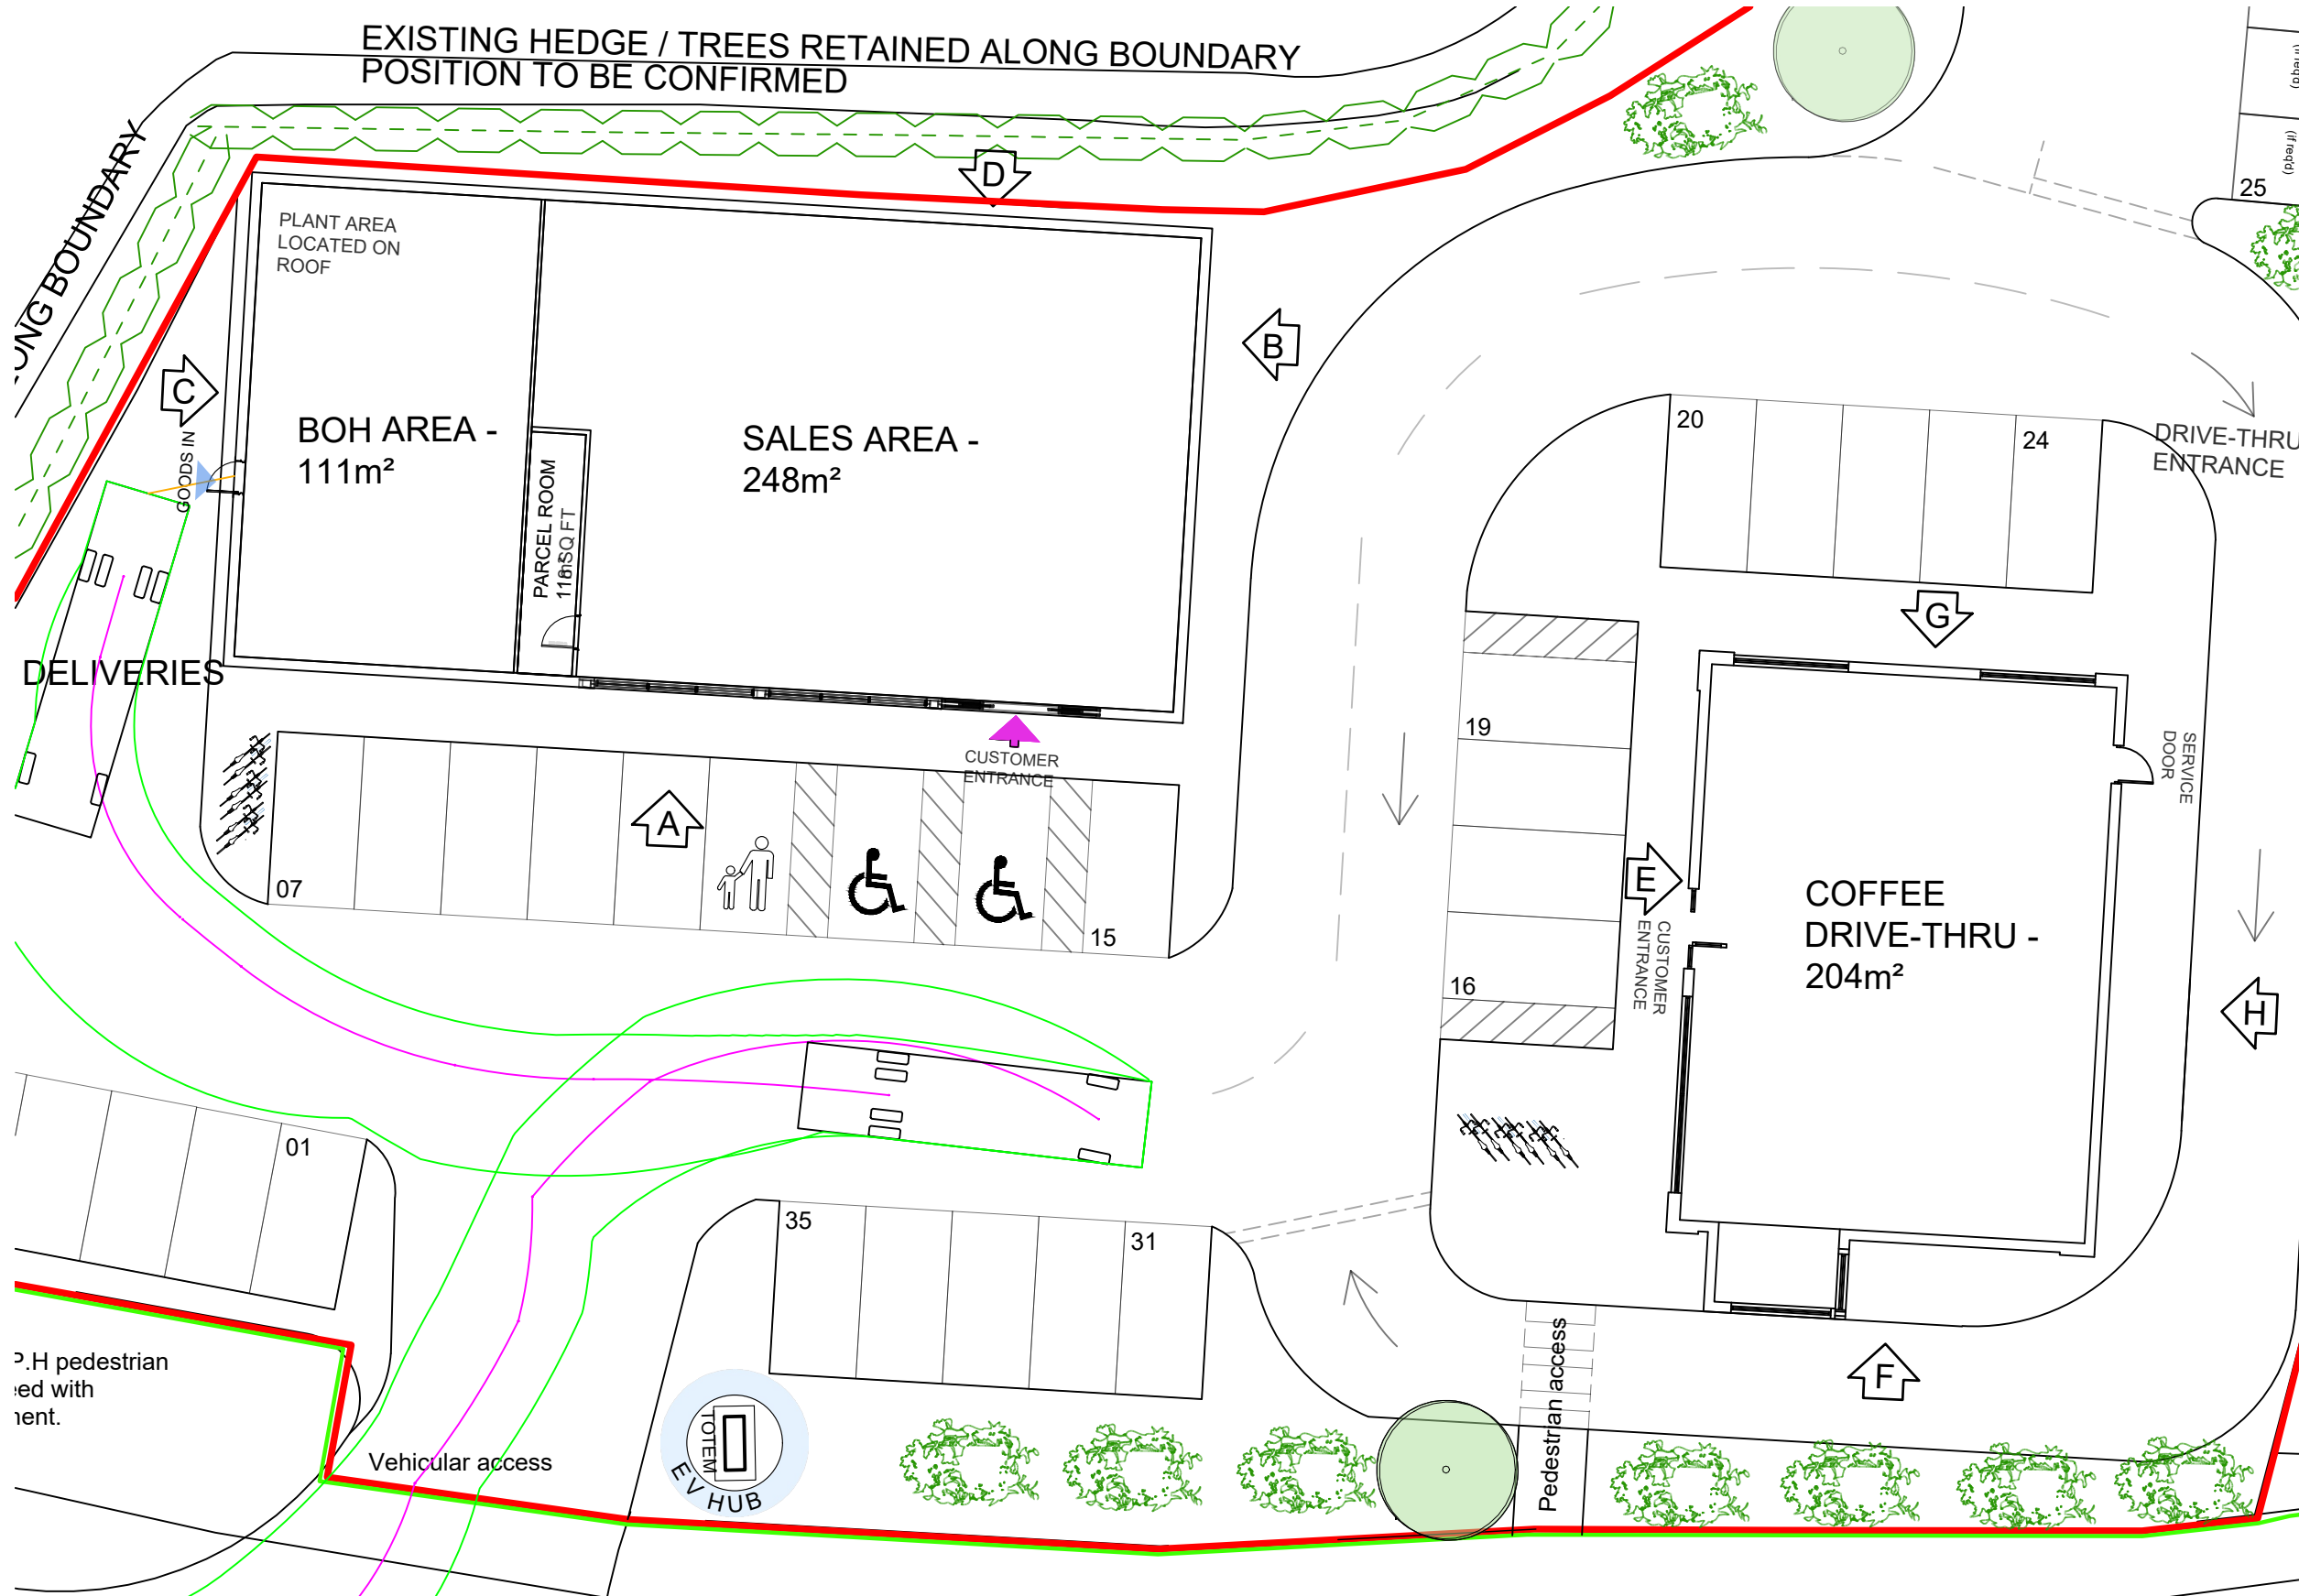 EXISTING HEDGE / TREES RETAINED ALONG BOUNDARY
POSITION TO BE CONFIRMED
ONG BOUNDARY
D
PLANT AREA
LOCATED ON
ROOF
B
C
GOODS IN
BOH AREA -
111m²
SALES AREA -
248m²
PARCEL ROOM
DELIVERIES
CUSTOMER
ENTRANCE
A
07
15
25
(if req'd)
20
24
DRIVE-THRU
ENTRANCE
G
19
16
E
CUSTOMER
ENTRANCE
SERVICE
DOOR
COFFEE
DRIVE-THRU -
204m²
H
F
01
35
31
P.H pedestrian
with
Vehicular access
TOTEM
EV HUB
Pedestrian access